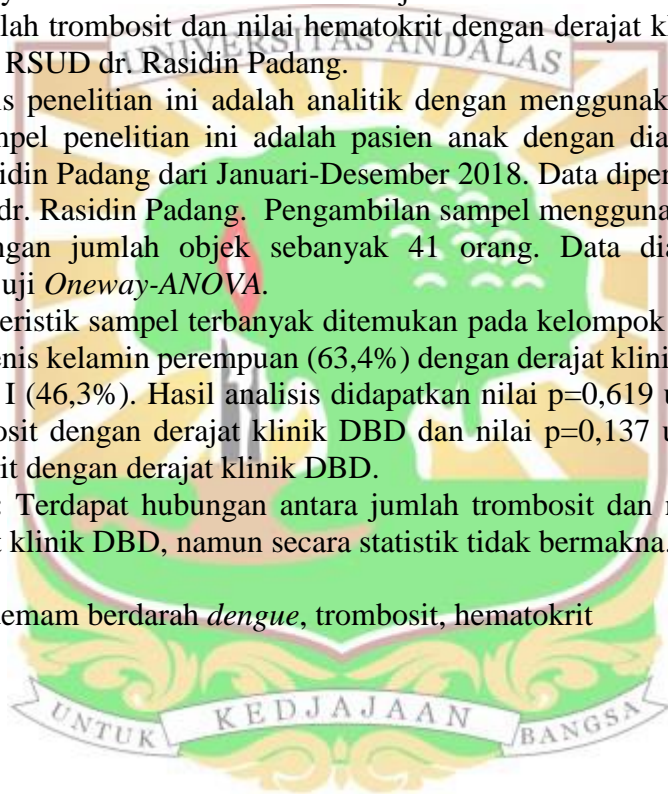 lah trombosit dan nilai hematokrit dengan derajat kl
UNIVERSITAS ANDALAS
RSUD dr. Rasidin Padang.
s penelitian ini adalah analitik dengan menggunak
mpel penelitian ini adalah pasien anak dengan dia
idin Padang dari Januari-Desember 2018. Data diper
dr. Rasidin Padang. Pengambilan sampel mengguna
ngan jumlah objek sebanyak 41 orang. Data dia
uji Oneway-ANOVA.
eristik sampel terbanyak ditemukan pada kelompok
enis kelamin perempuan (63,4%) dengan derajat klini
I (46,3%). Hasil analisis didapatkan nilai p=0,619 u
osit dengan derajat klinik DBD dan nilai p=0,137 u
it dengan derajat klinik DBD.
: Terdapat hubungan antara jumlah trombosit dan n
t klinik DBD, namun secara statistik tidak bermakna.
demam berdarah dengue, trombosit, hematokrit
UNTUK KEDJAJAAN BANGSA